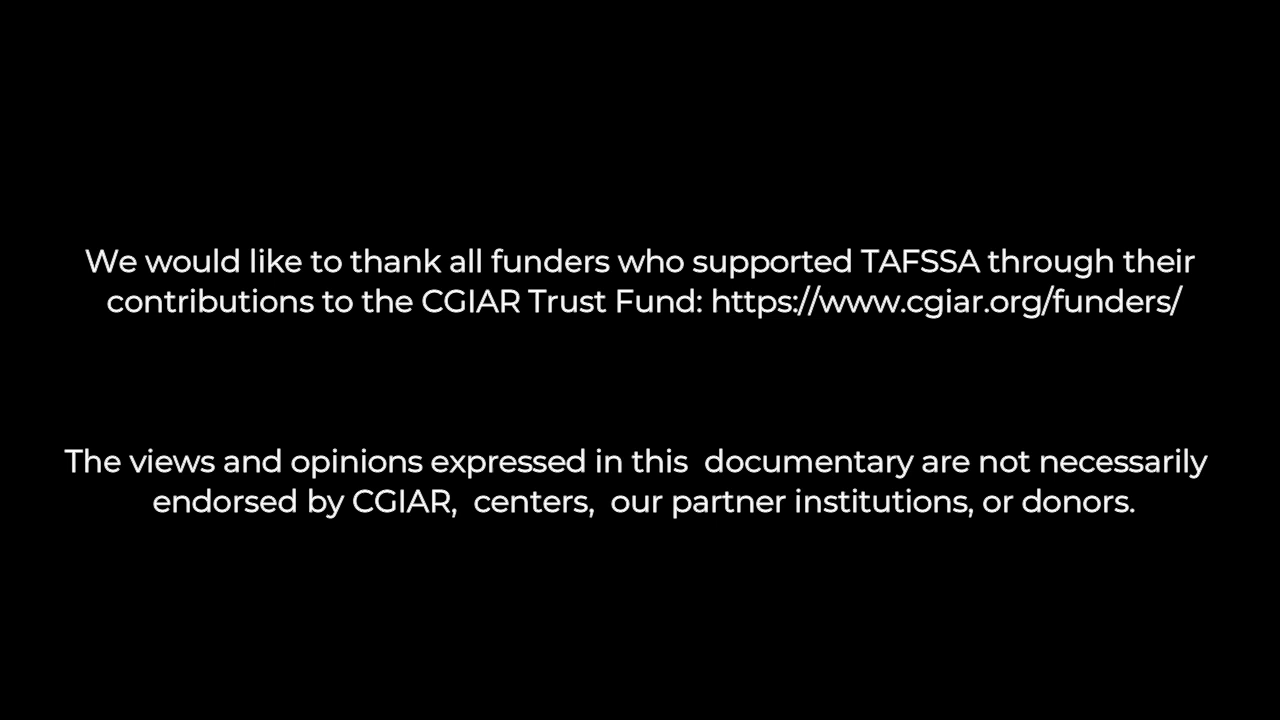 We would like to thank all funders who supported TAFSSA through their
contributions to the CGIAR Trust Fund: https://www.cgiar.org/funders/
The views and opinions expressed in this  documentary are not necessarily
endorsed by CGIAR,  centers,  our partner institutions, or donors.